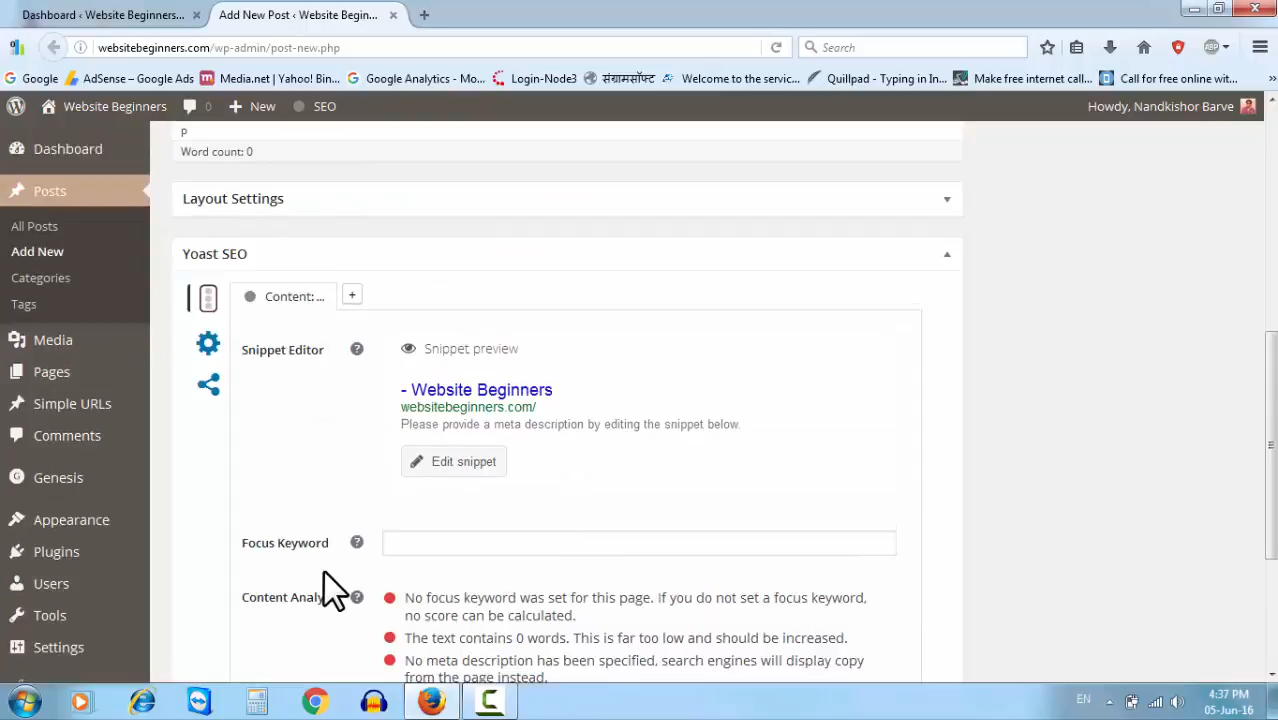 Dashboard ‹ Website Beginners...
Add New Post ‹ Website Begin...
websitebeginners.com/wp-admin/post-new.php
Search
ABP
Google
AdSense – Google Ads
Media.net | Yahoo! Bin...
Google Analytics - Mo...
Login-Node3
संग्रामसॉफ्ट
Welcome to the servic...
Quillpad - Typing in In...
Make free internet call...
Call for free online wit...
»
Website Beginners
0
New
SEO
Howdy, Nandkishor Barve
Dashboard
Posts
All Posts
Add New
Categories
Tags
Media
Pages
Simple URLs
Comments
Genesis
Appearance
Plugins
Users
Tools
Settings
p
Word count: 0
Layout Settings
Yoast SEO
Content: ...
+
Snippet Editor
Snippet preview
- Website Beginners
websitebeginners.com/
Please provide a meta description by editing the snippet below.
Edit snippet
Focus Keyword
Content Analy
No focus keyword was set for this page. If you do not set a focus keyword,
no score can be calculated.
The text contains 0 words. This is far too low and should be increased.
No meta description has been specified, search engines will display copy
from the page instead.
EN
4:37 PM
05-Jun-16